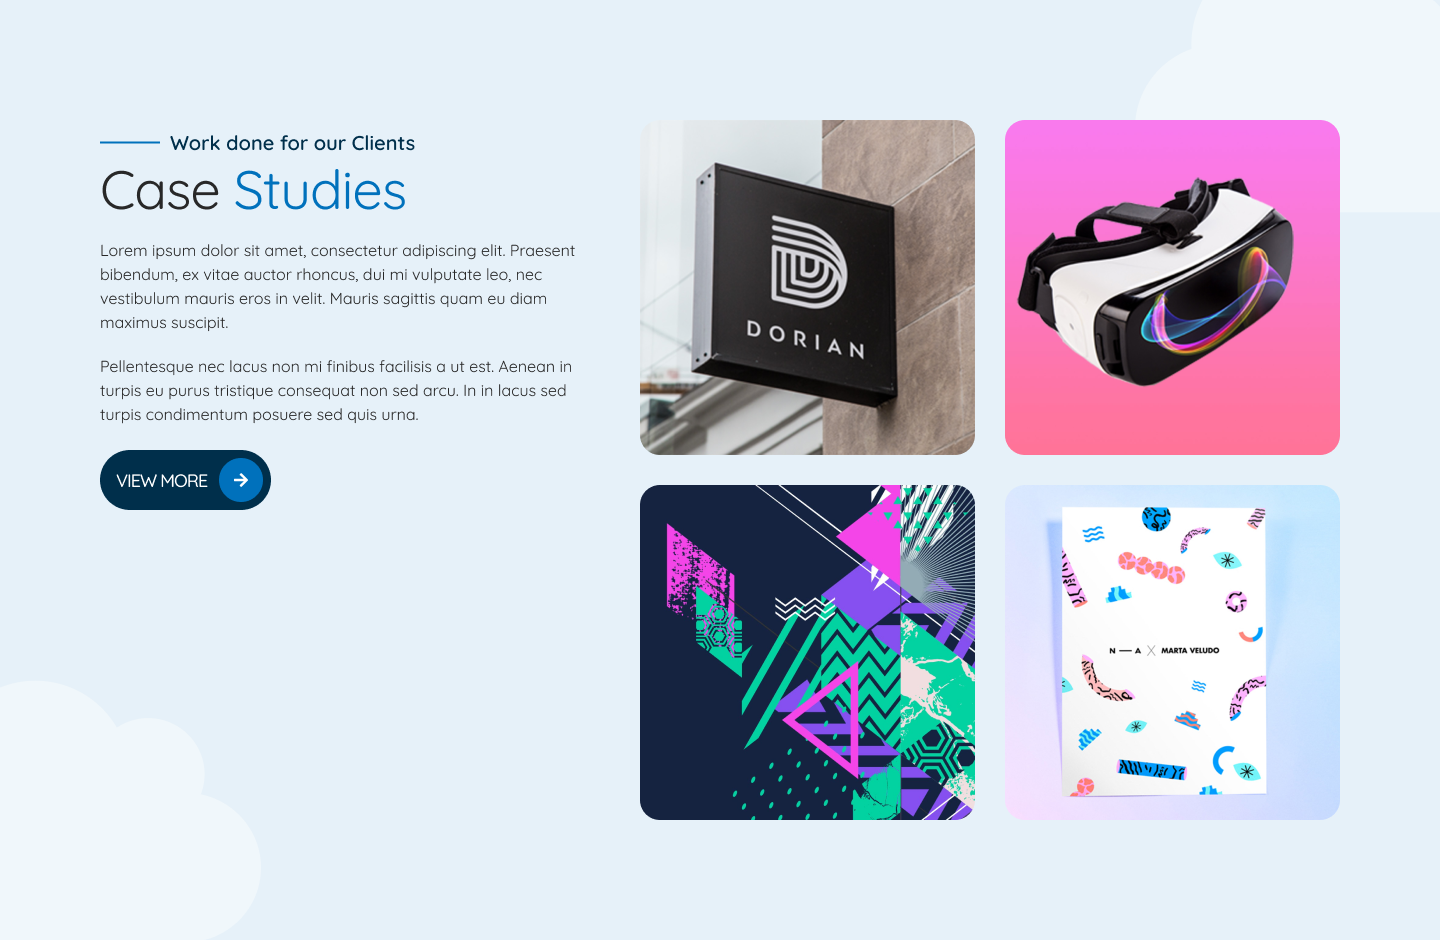 Work done for our Clients
Case Studies
Lorem ipsum dolor sit amet, consectetur adipiscing elit. Praesent
bibendum, ex vitae auctor rhoncus, dui mi vulputate leo, nec
vestibulum mauris eros in velit. Mauris sagittis quam eu diam
maximus suscipit.
Pellentesque nec lacus non mi finibus facilisis a ut est. Aenean in
turpis eu purus tristique consequat non sed arcu. In in lacus sed
turpis condimentum posuere sed quis urna.
VIEW MORE
DORIAN
N — A X MARTA VELUDO